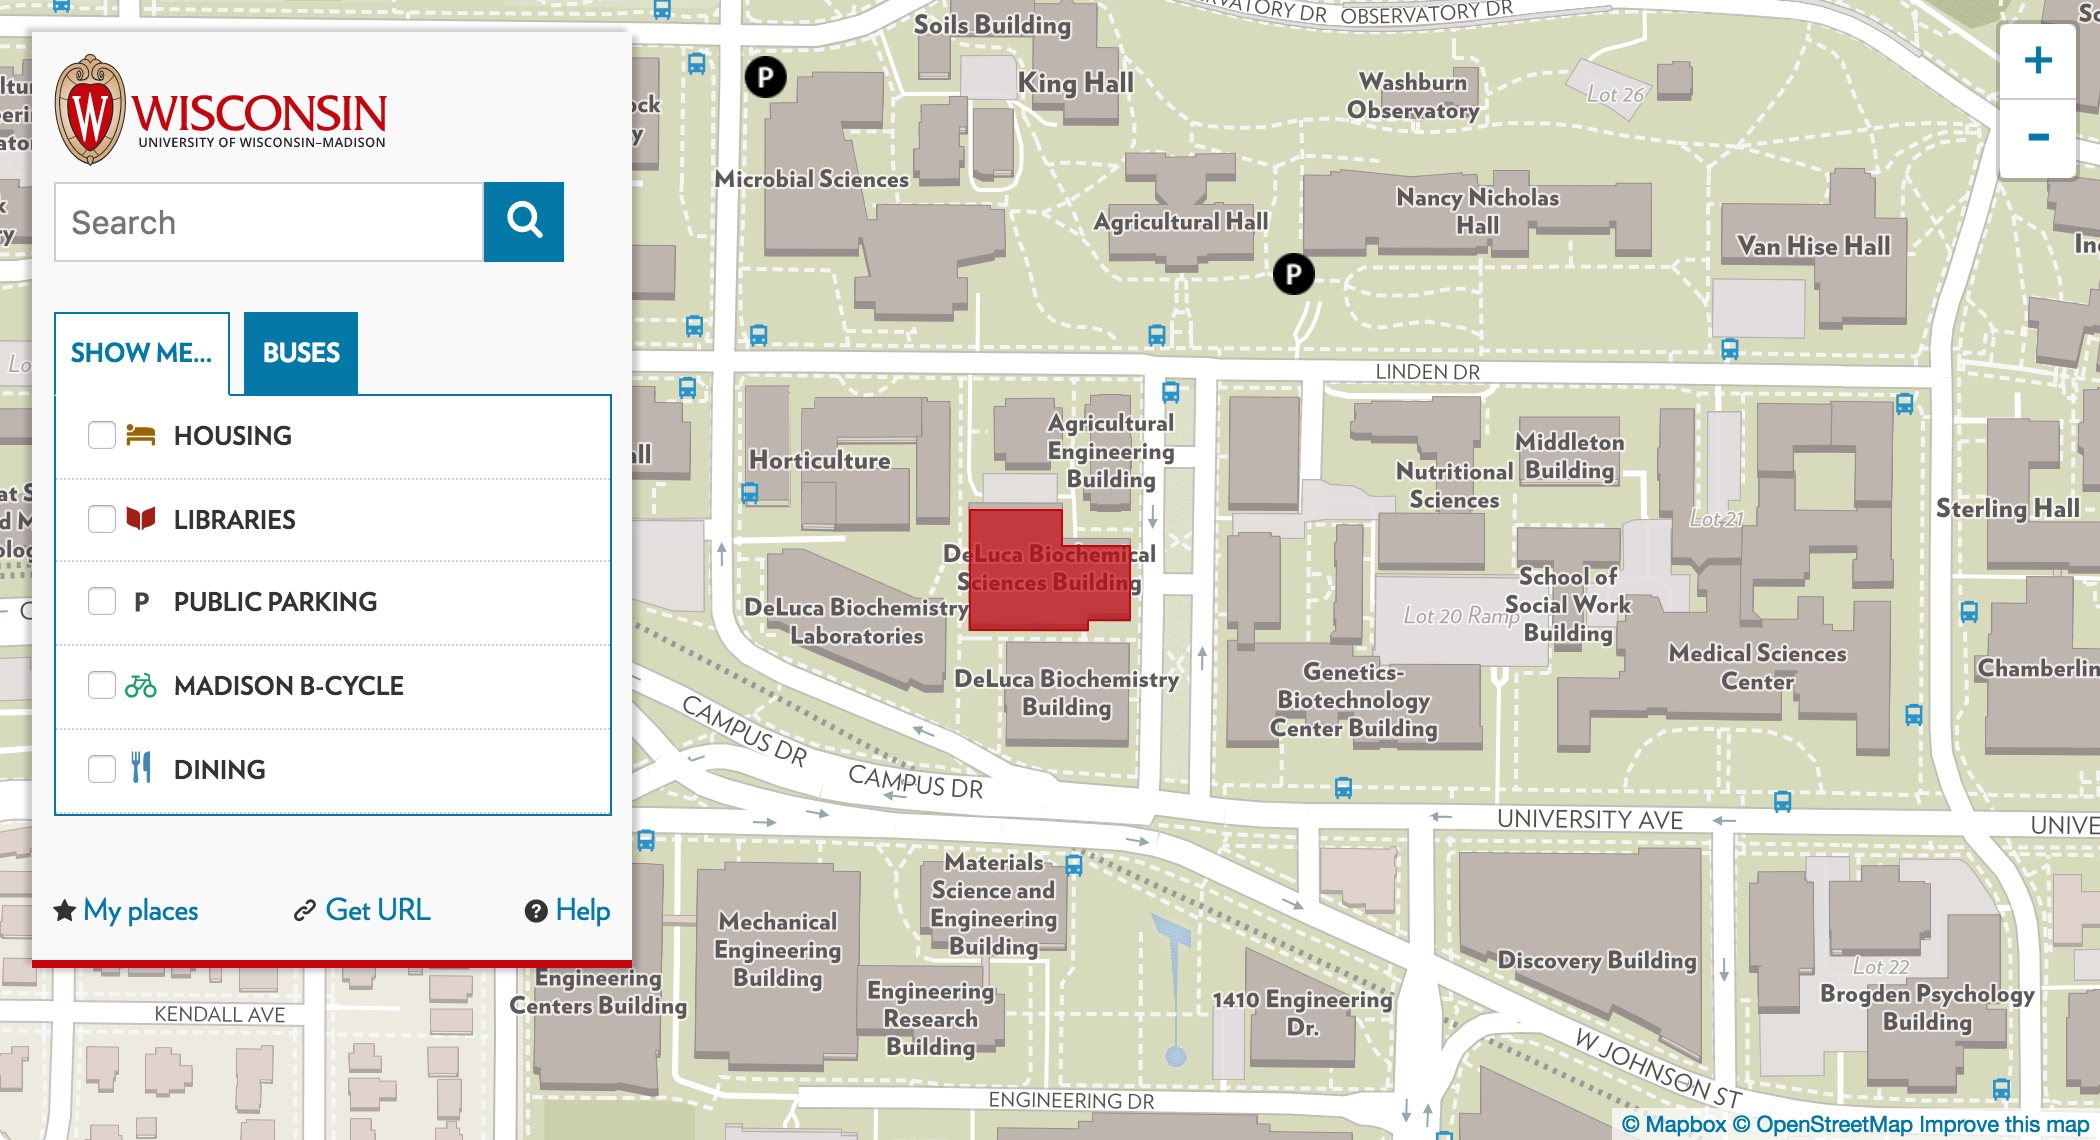 WISCONSIN
UNIVERSITY OF WISCONSIN–MADISON
Search
SHOW ME...
BUSES
HOUSING
LIBRARIES
P PUBLIC PARKING
MADISON B-CYCLE
DINING
My places
Get URL
? Help
OBSERVATORY DR
Soils Building
King Hall
P
Washburn
Observatory
Lot 26
Microbial Sciences
Agricultural Hall
Nancy Nicholas
Hall
Van Hise Hall
P
LINDEN DR
Horticulture
Agricultural
Engineering
Building
Nutritional
Sciences
Middleton
Building
Lot 21
Sterling Hall
DeLuca Biochemical
Sciences Building
DeLuca Biochemistry
Laboratories
DeLuca Biochemistry
Building
Lot 20 Ramp
School of
Social Work
Building
Genetics-
Biotechnology
Center Building
Medical Sciences
Center
Chamberlin
CAMPUS DR
CAMPUS DR
UNIVERSITY AVE
UNIVE
Materials
Science and
Engineering
Building
Mechanical
Engineering
Building
Engineering
Research
Building
Engineering
Centers Building
1410 Engineering
Dr.
Discovery Building
Lot 22
Brogden Psychology
Building
KENDALL AVE
ENGINEERING DR
W JOHNSON ST
+
-
© Mapbox © OpenStreetMap Improve this map